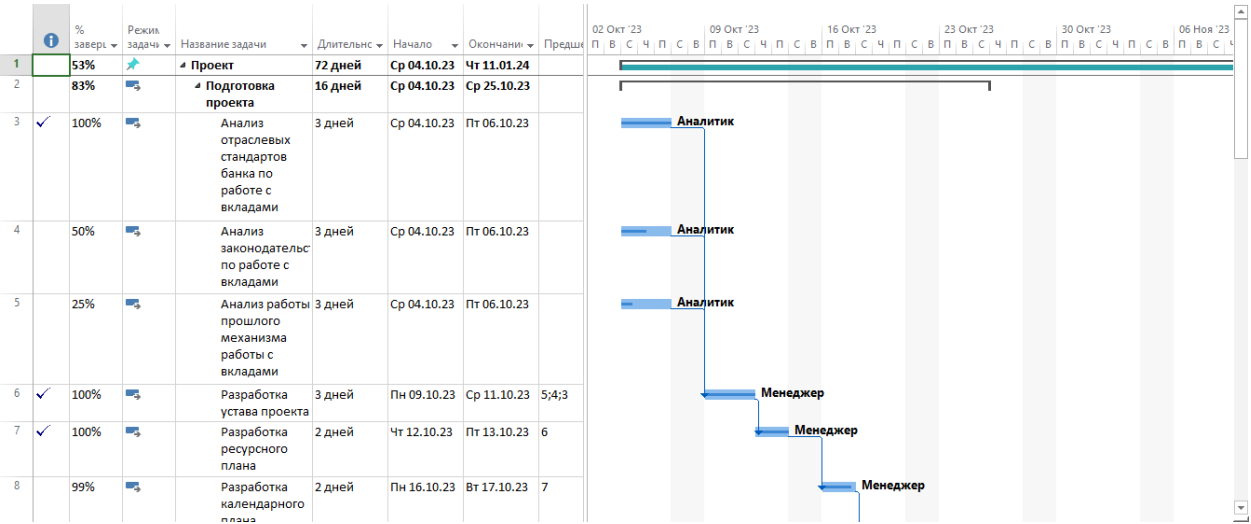 % Режим
заверц задачи Название задачи Длительнс Начало Окончани Предше
02 Окт '23 09 Окт '23 16 Окт '23 23 Окт '23 30 Окт '23 06 Ноя '23
П В С Ч П С В П В С Ч П С В П В С Ч П С В П В С Ч П С В П В С Ч П С В П В С Ч
1 53% Проект 72 дней Ср 04.10.23 Чт 11.01.24
2 83% Подготовка 16 дней Ср 04.10.23 Ср 25.10.23
проекта
3 100% Анализ 3 дней Ср 04.10.23 Пт 06.10.23 Аналитик
отраслевых
стандартов
банка по
работе с
вкладами
4 50% Анализ 3 дней Ср 04.10.23 Пт 06.10.23 Аналитик
законодательс
по работе с
вкладами
5 25% Анализ работы 3 дней Ср 04.10.23 Пт 06.10.23 Аналитик
прошлого
механизма
работы с
вкладами
6 100% Разработка 3 дней Пн 09.10.23 Ср 11.10.23 5;4;3 Менеджер
устава проекта
7 100% Разработка 2 дней Чт 12.10.23 Пт 13.10.23 6 Менеджер
ресурсного
плана
8 99% Разработка 2 дней Пн 16.10.23 Вт 17.10.23 7 Менеджер
календарного
плана